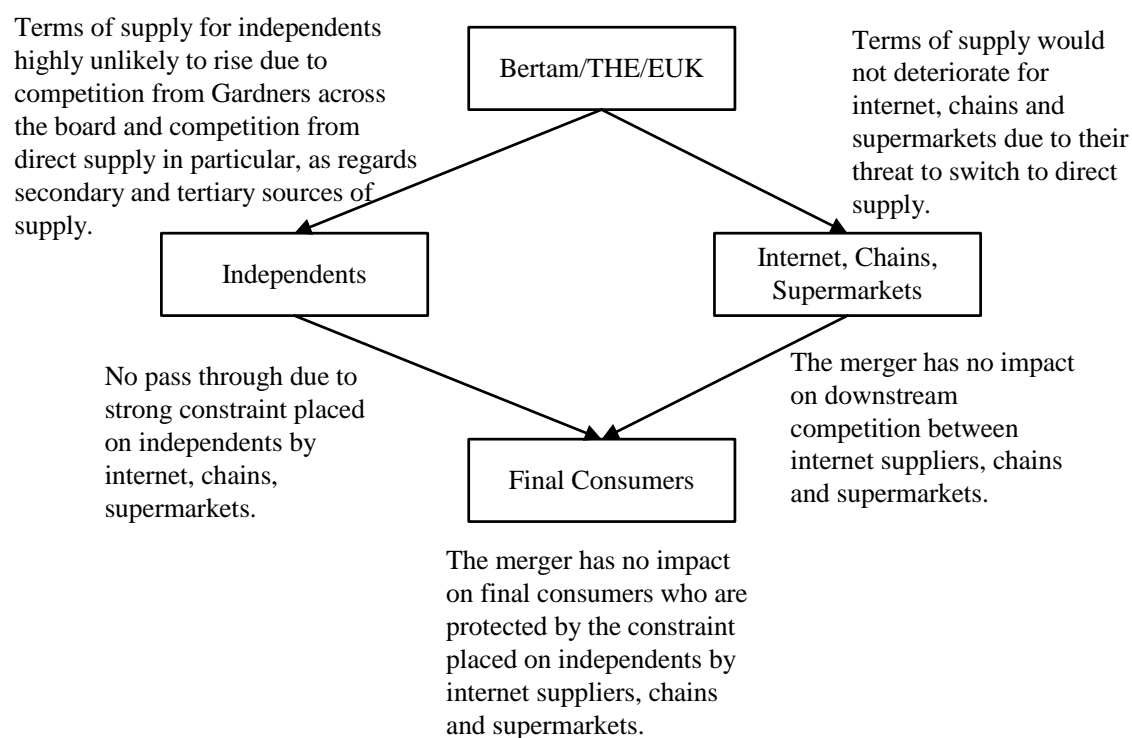 Terms of supply for independents
highly unlikely to rise due to
competition from Gardners across
the board and competition from
direct supply in particular, as regards
secondary and tertiary sources of
supply.
Bertam/THE/EUK
Terms of supply would
not deteriorate for
internet, chains and
supermarkets due to their
threat to switch to direct
supply.
Independents
Internet, Chains,
Supermarkets
No pass through due to
strong constraint placed
on independents by
internet, chains,
supermarkets.
The merger has no impact
on downstream
competition between
internet suppliers, chains
and supermarkets.
Final Consumers
The merger has no impact
on final consumers who are
protected by the constraint
placed on independents by
internet suppliers, chains
and supermarkets.